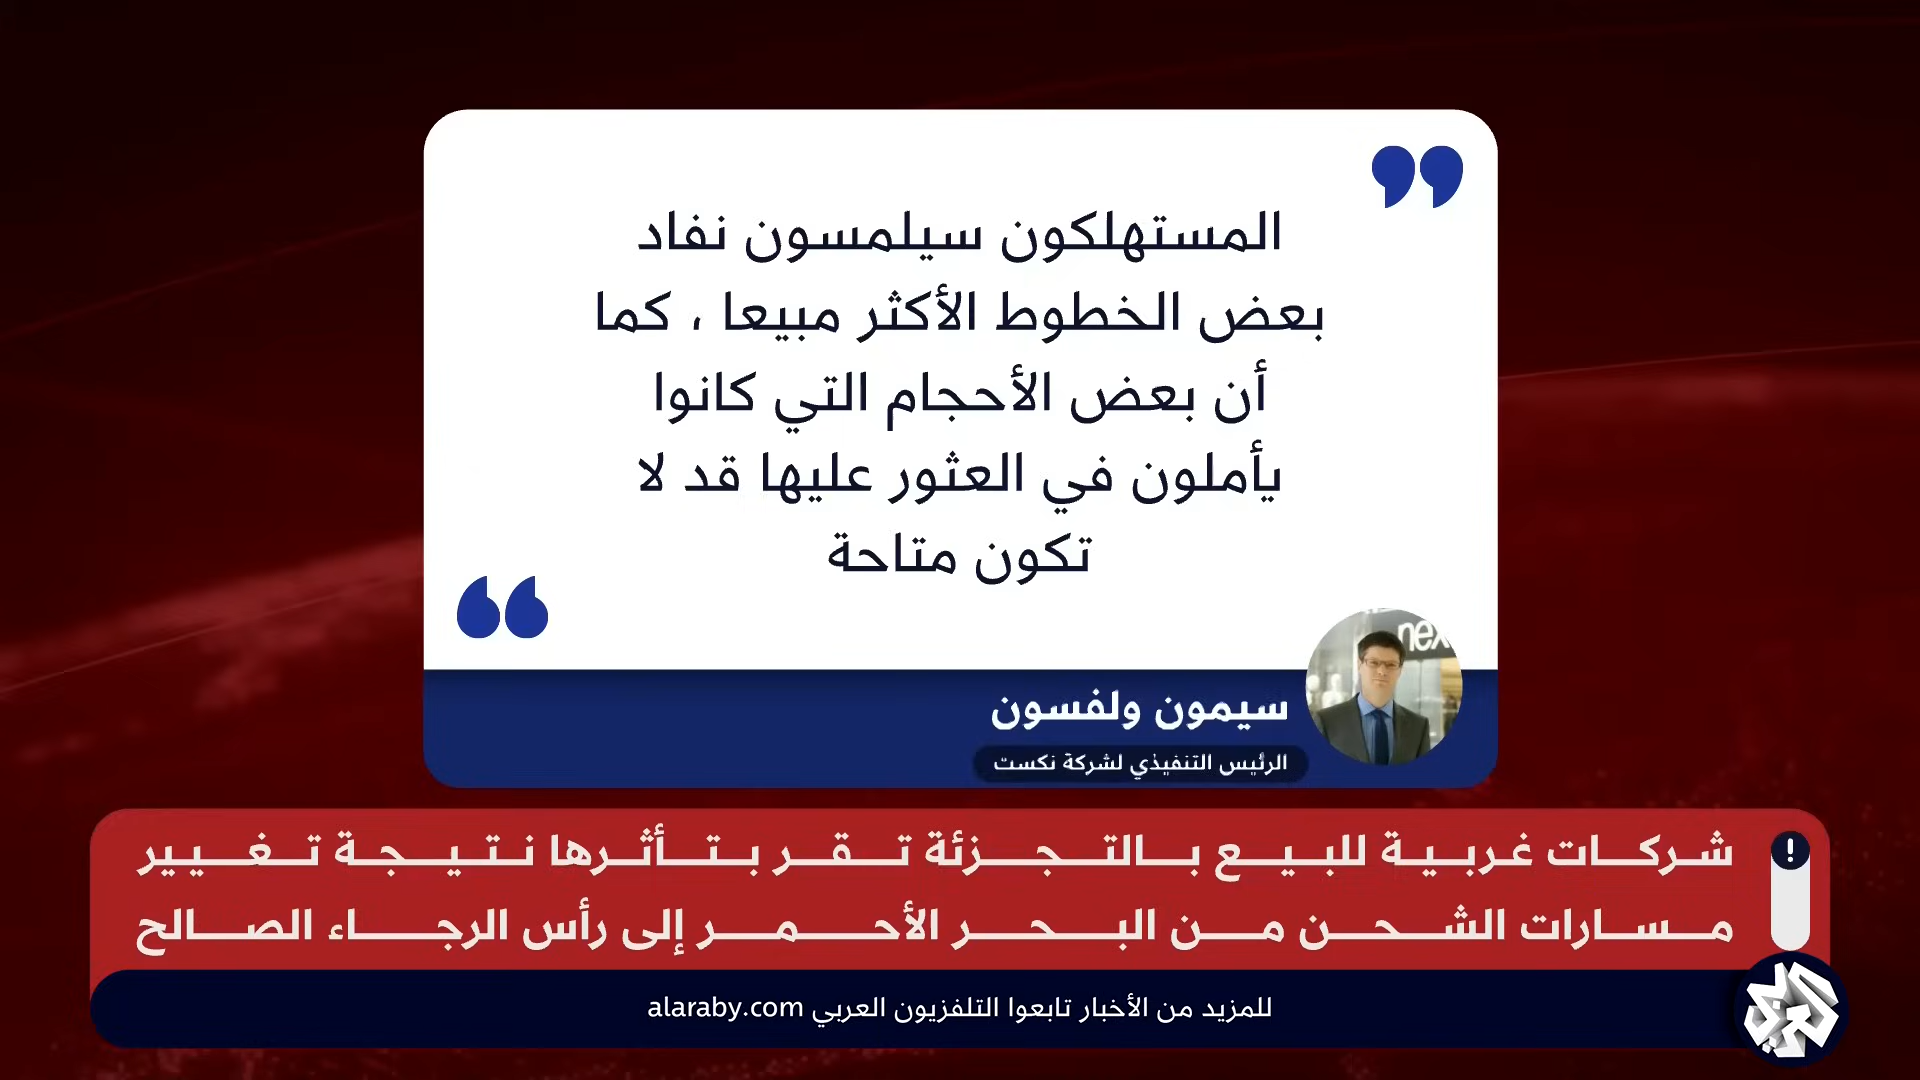 المستهلكون سيلمسون نفاد
بعض الخطوط الأكثر مبيعا ، كما
أن بعض الأحجام التي كانوا
يأملون في العثور عليها قد لا
تكون متاحة
nex
سيمون ولفسون
الرئيس التنفيذي لشركة نكست
شركات غربية للبيع بالتجزئة تقر بتأثرها نتيجة تغيير
مسارات الشحن من البحر الأحمر إلى رأس الرجاء الصالح
للمزيد من الأخبار تابعوا التلفزيون العربي alaraby.com
العربي